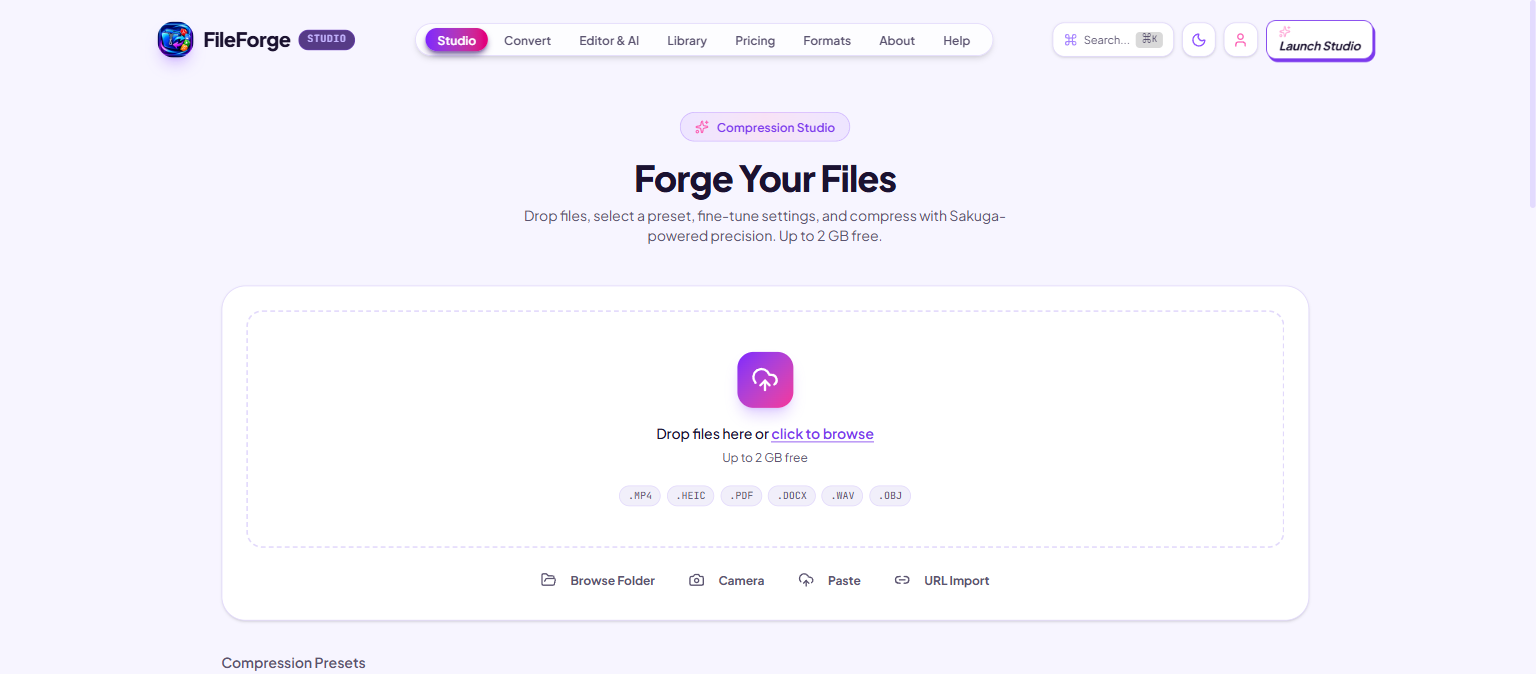 FileForge STUDIO
Studio Convert Editor & AI Library Pricing Formats About Help
Search... ⌘K
Launch Studio
Compression Studio
Forge Your Files
Drop files, select a preset, fine-tune settings, and compress with Sakuga-
powered precision. Up to 2 GB free.
Drop files here or click to browse
Up to 2 GB free
.MP4 .HEIC .PDF .DOCX .WAV .OBJ
Browse Folder Camera Paste URL Import
Compression Presets